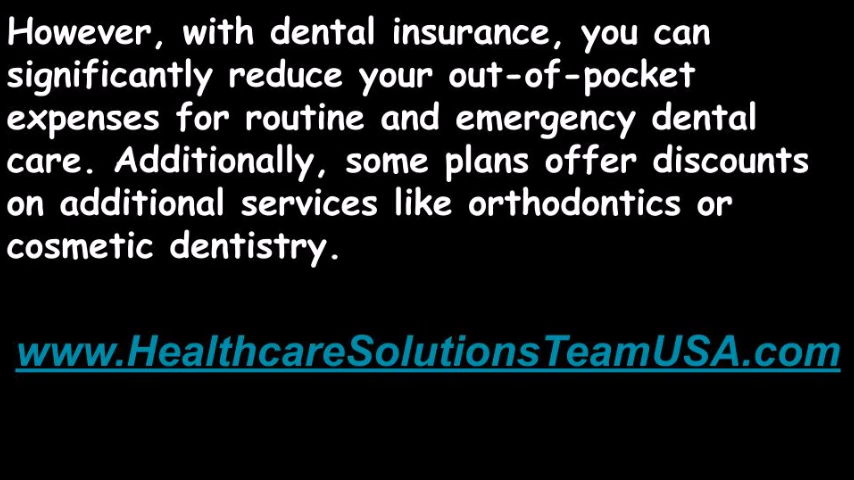 However, with dental insurance, you can
significantly reduce your out-of-pocket
expenses for routine and emergency dental
care. Additionally, some plans offer discounts
on additional services like orthodontics or
cosmetic dentistry.
www.HealthcareSolutionsTeamUSA.com